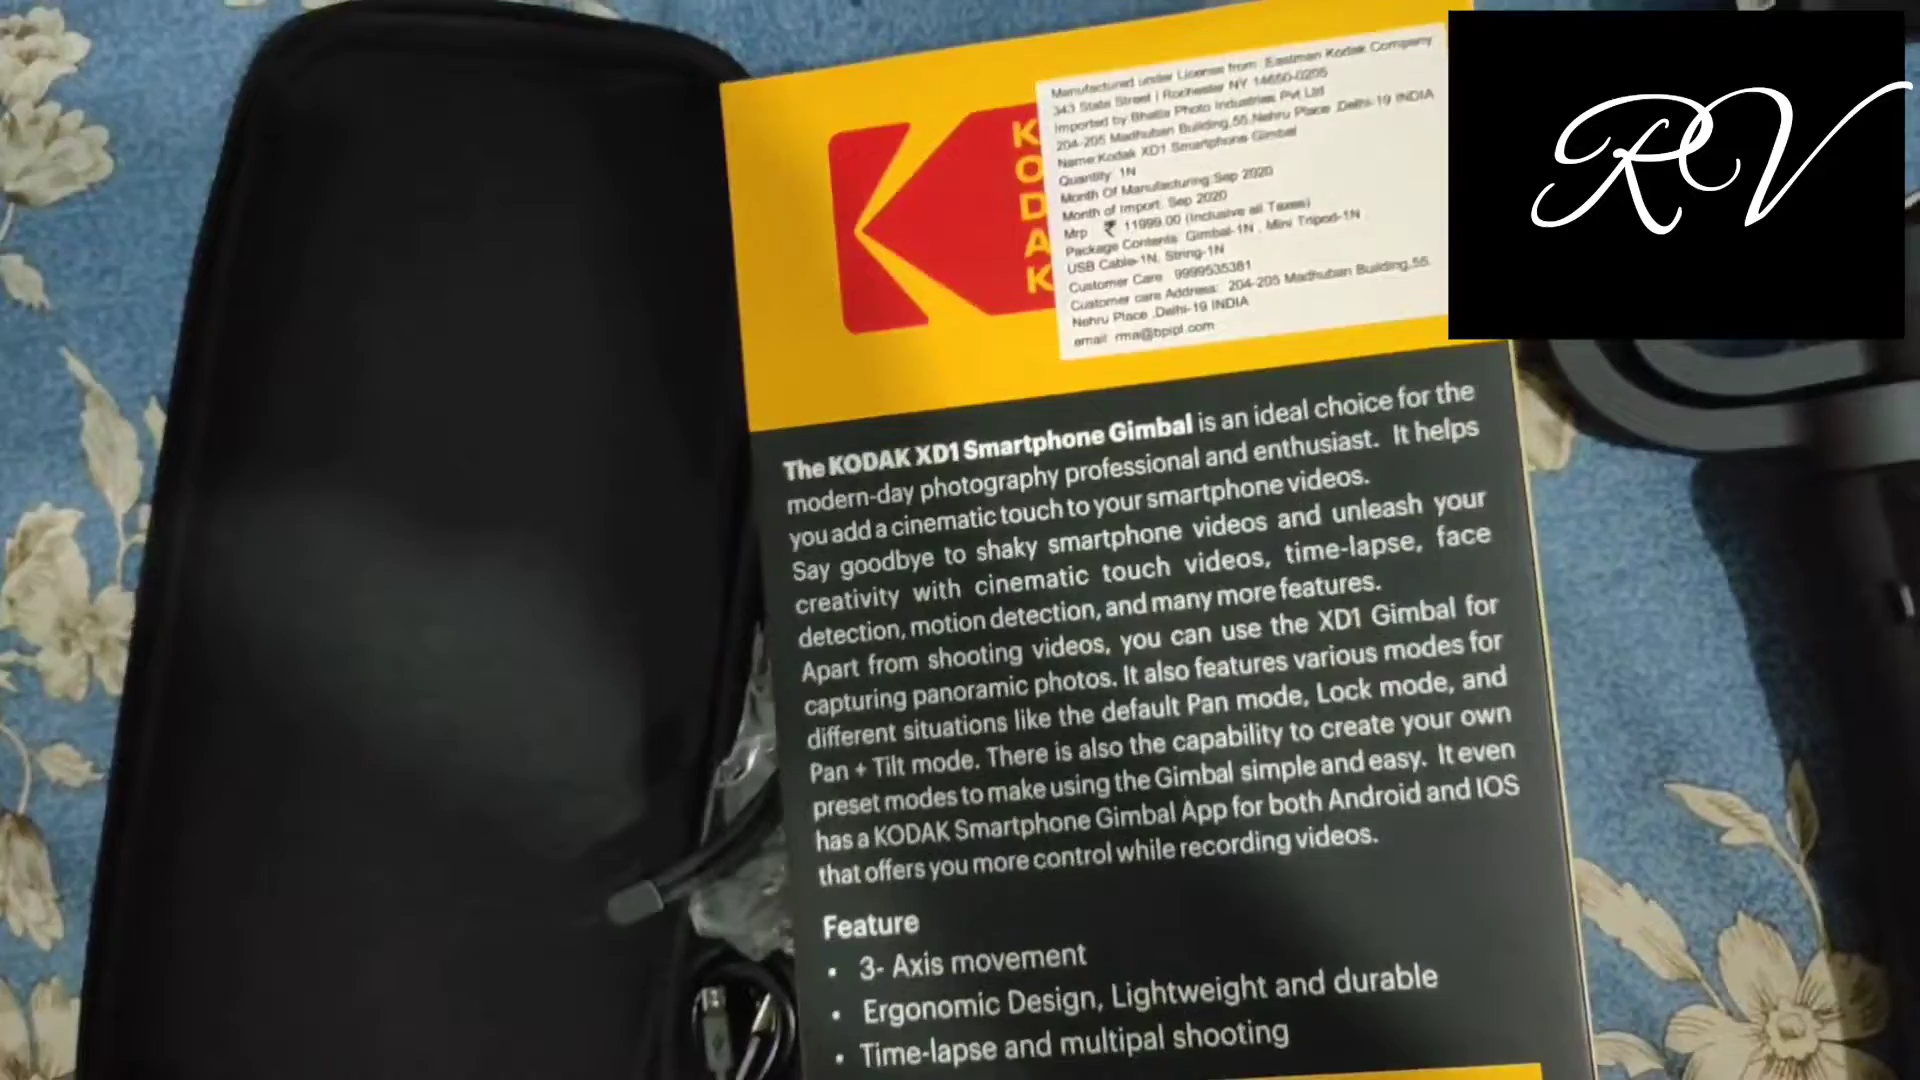 KODAK
Manufactured under License from: Eastman Kodak Company
343 State Street | Rochester NY 14650-0205
Imported by:Bhatia Photo Industries Pvt Ltd
204-205 Madhuban Building,55,Nehru Place ,Delhi-19 INDIA
Name:Kodak XD1 Smartphone Gimbal
Quantity: 1N
Month Of Manufacturing:Sep 2020
Month of Import: Sep 2020
Mrp ₹ 11999.00 (Inclusive all Taxes)
Package Contents: Gimbal-1N , Mini Tripod-1N
USB Cable-1N, String-1N
Customer Care: 9999535381
Customer care Address: 204-205 Madhuban Building,55,
Nehru Place ,Delhi-19 INDIA
email: rma@bpipl.com
RV
The KODAK XD1 Smartphone Gimbal is an ideal choice for the
modern-day photography professional and enthusiast. It helps
you add a cinematic touch to your smartphone videos.
Say goodbye to shaky smartphone videos and unleash your
creativity with cinematic touch videos, time-lapse, face
detection, motion detection, and many more features.
Apart from shooting videos, you can use the XD1 Gimbal for
capturing panoramic photos. It also features various modes for
different situations like the default Pan mode, Lock mode, and
Pan + Tilt mode. There is also the capability to create your own
preset modes to make using the Gimbal simple and easy. It even
has a KODAK Smartphone Gimbal App for both Android and IOS
that offers you more control while recording videos.
Feature
• 3- Axis movement
• Ergonomic Design, Lightweight and durable
• Time-lapse and multipal shooting